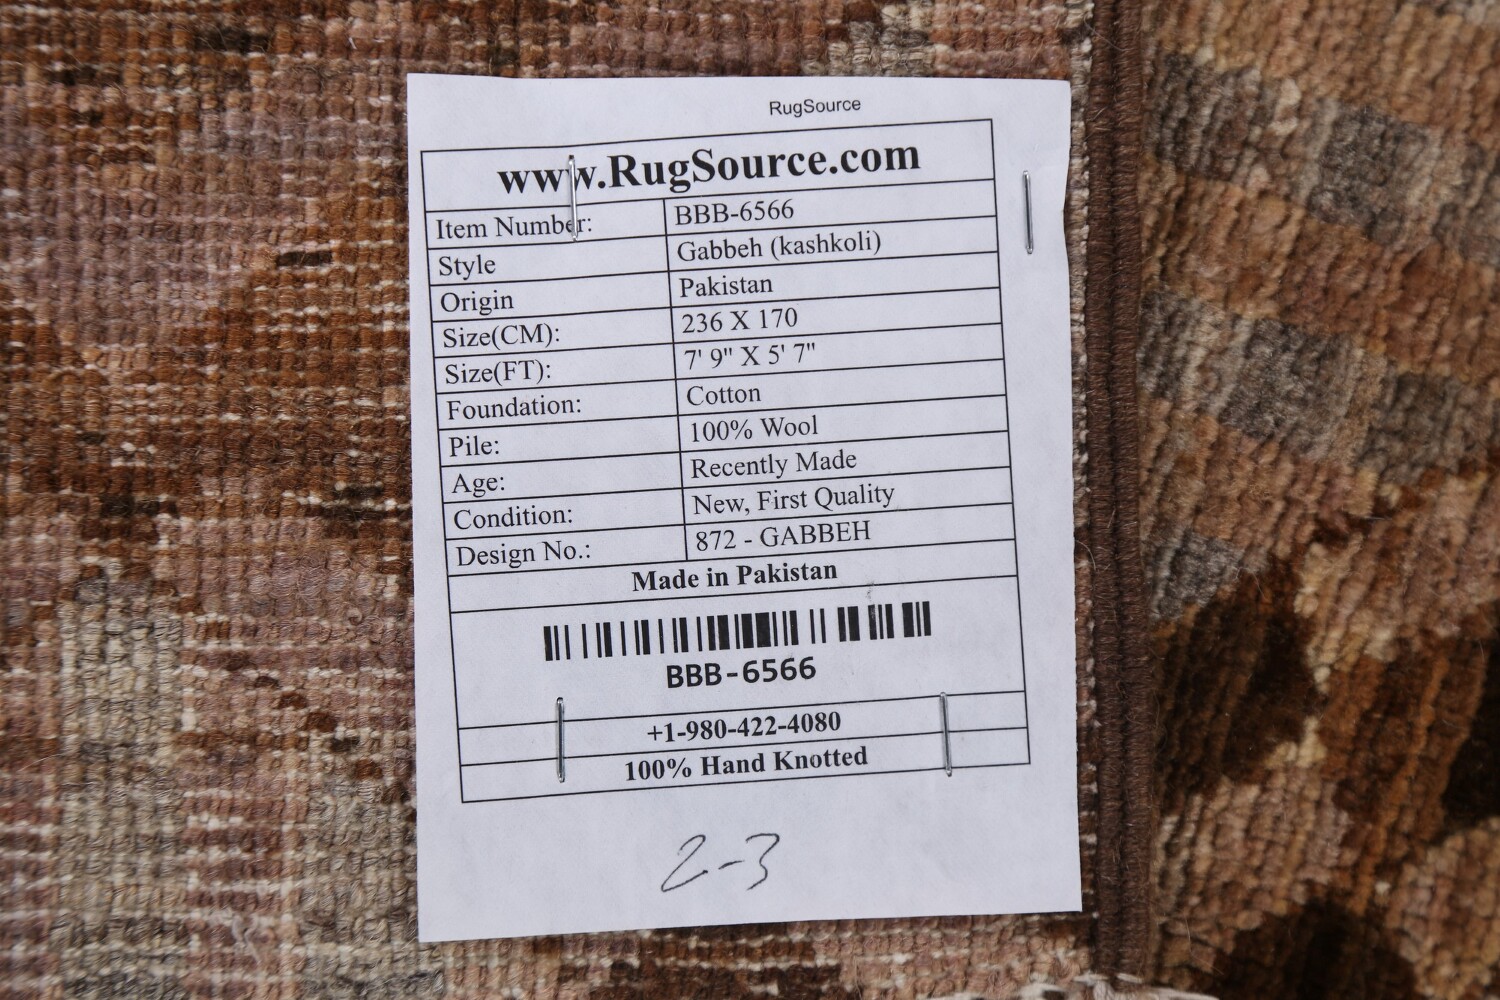 RugSource
www.RugSource.com
Item Number: BBB-6566
Style Gabbeh (kashkoli)
Origin Pakistan
Size(CM): 236 X 170
Size(FT): 7' 9" X 5' 7"
Foundation: Cotton
Pile: 100% Wool
Age: Recently Made
Condition: New, First Quality
Design No.: 872 - GABBEH
Made in Pakistan
BBB-6566
+1-980-422-4080
100% Hand Knotted
2-3